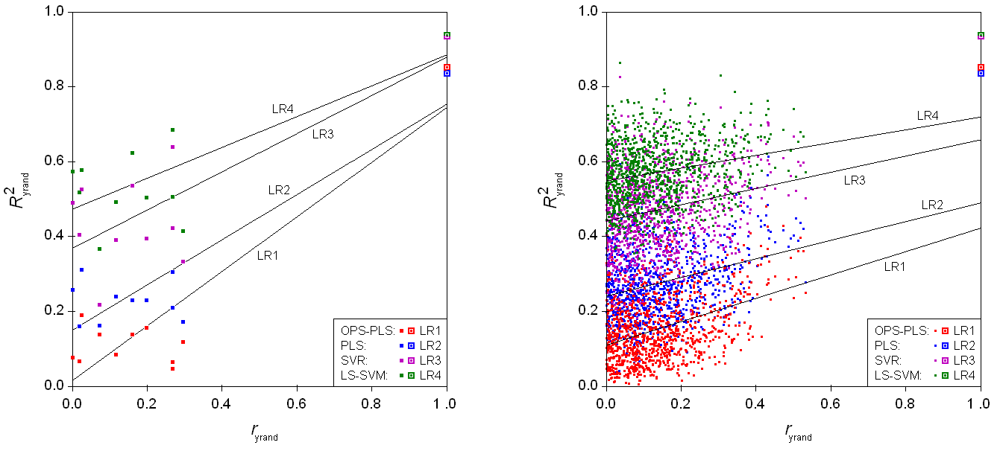 1.0
0.8
0.6
0.4
0.2
0.0
R²yrand
LR4
LR3
LR2
LR1
OPS-PLS: LR1
PLS: LR2
SVR: LR3
LS-SVM: LR4
0.0 0.2 0.4 0.6 0.8 1.0
ryrand
1.0
0.8
0.6
0.4
0.2
0.0
R²yrand
LR4
LR3
LR2
LR1
OPS-PLS: LR1
PLS: LR2
SVR: LR3
LS-SVM: LR4
0.0 0.2 0.4 0.6 0.8 1.0
ryrand